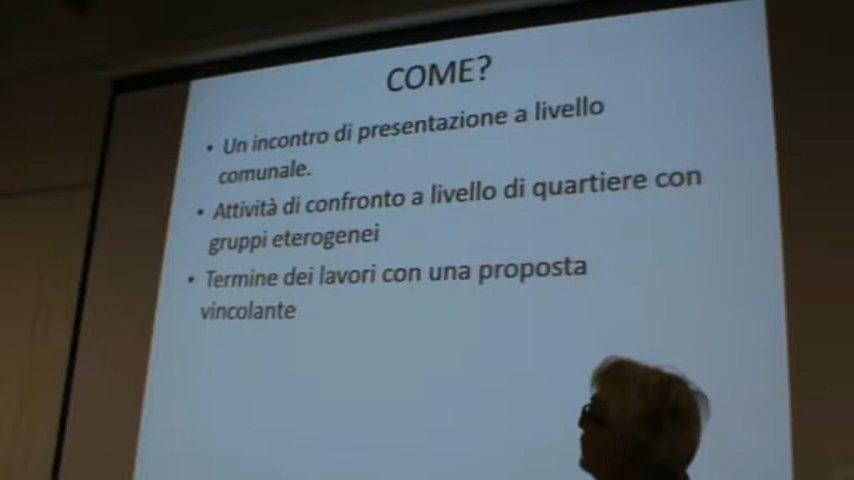 COME?
• Un incontro di presentazione a livello
comunale.
• Attività di confronto a livello di quartiere con
gruppi eterogenei
• Termine dei lavori con una proposta
vincolante